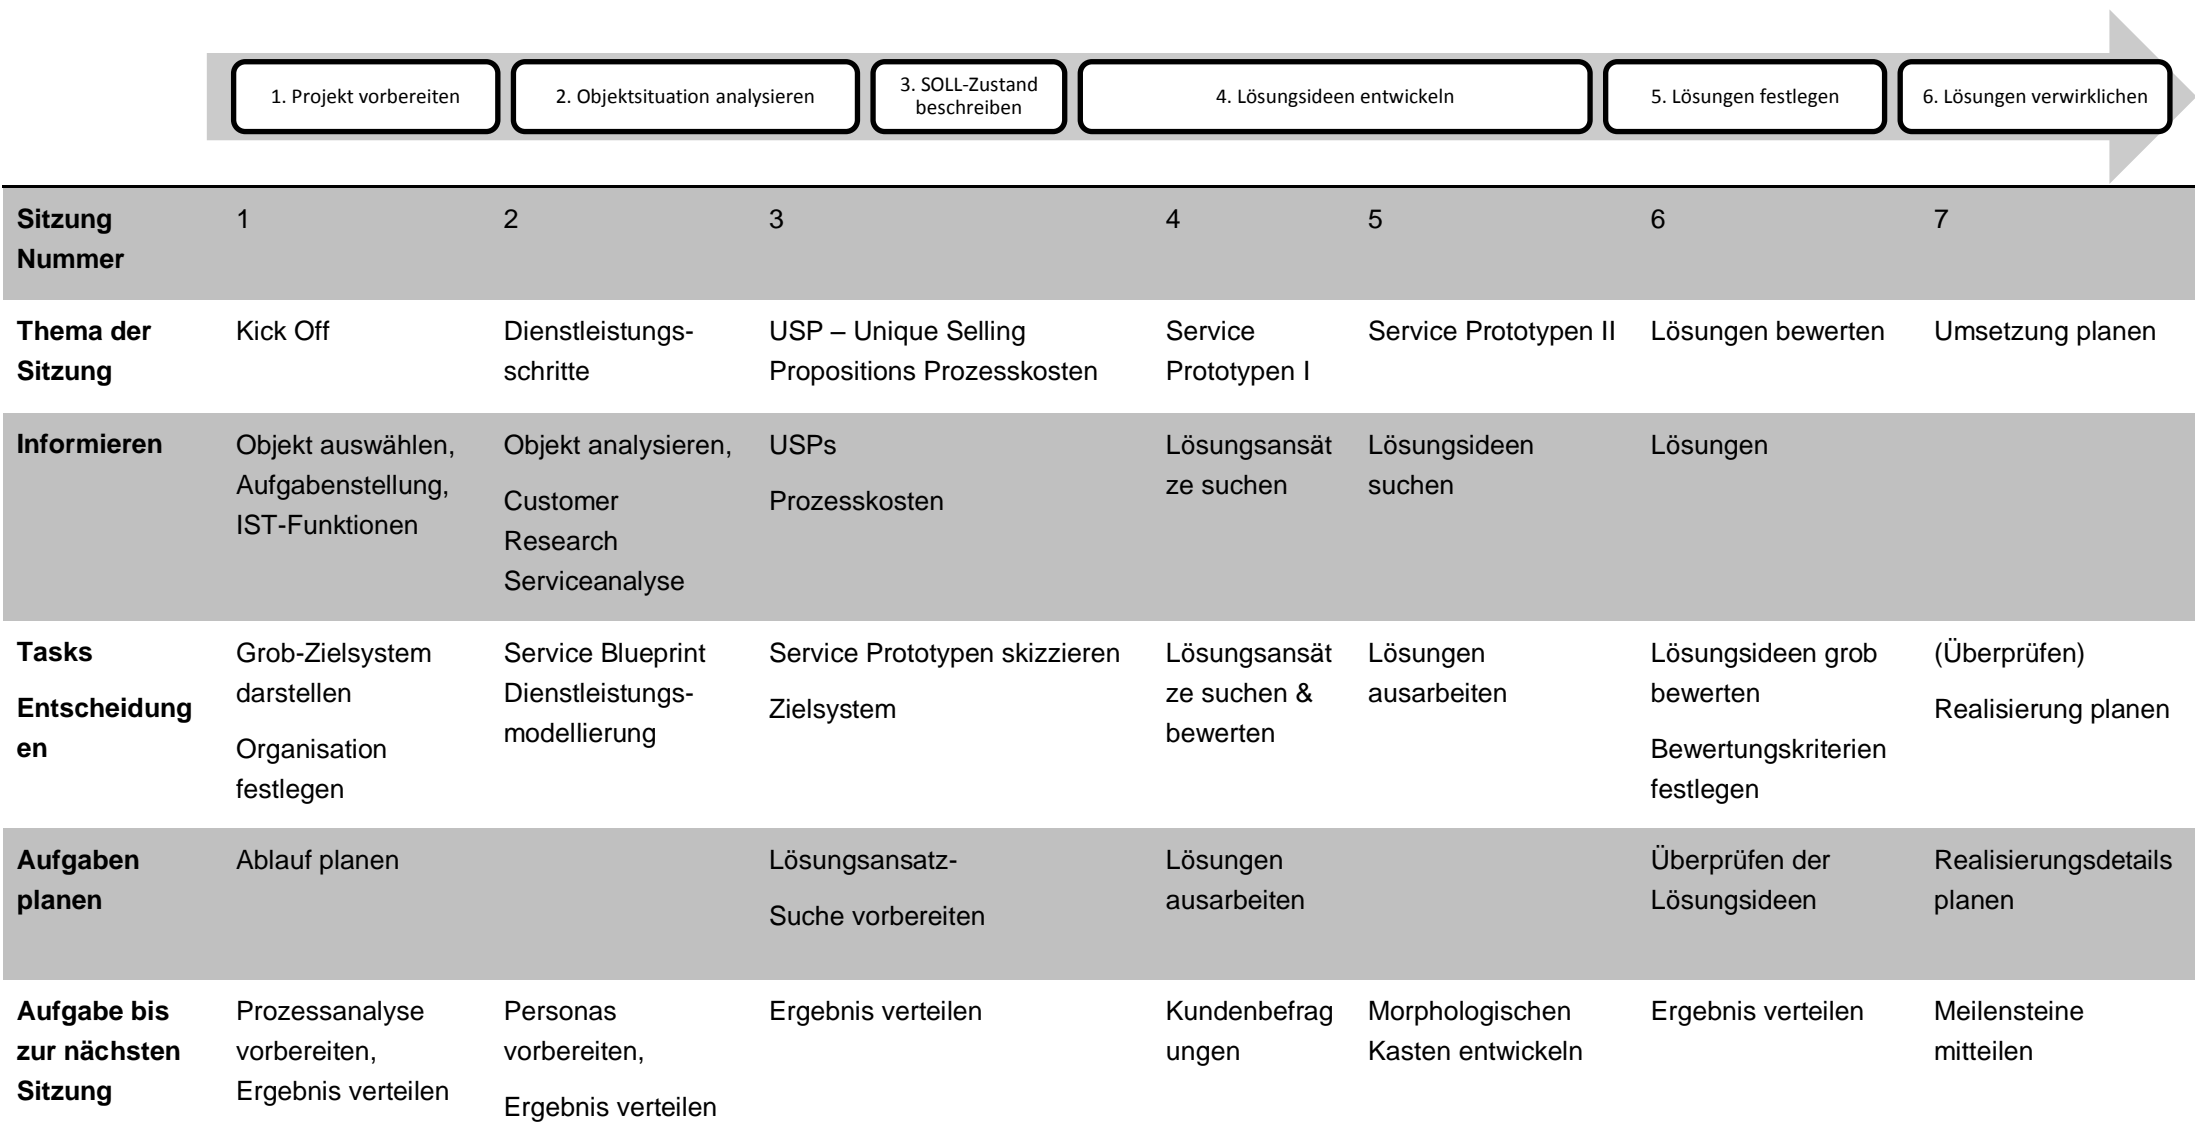 1. Projekt vorbereiten
2. Objektsituation analysieren
3. SOLL-Zustand
beschreiben
4. Lösungsideen entwickeln
5. Lösungen festlegen
6. Lösungen verwirklichen
Sitzung
Nummer
1
2
3
4
5
6
7
Thema der
Sitzung
Kick Off
Dienstleistungs-
schritte
USP – Unique Selling
Propositions Prozesskosten
Service
Prototypen I
Service Prototypen II
Lösungen bewerten
Umsetzung planen
Informieren
Objekt auswählen,
Aufgabenstellung,
IST-Funktionen
Objekt analysieren,
Customer
Research
Serviceanalyse
USPs
Prozesskosten
Lösungsansät
ze suchen
Lösungsideen
suchen
Lösungen
Tasks
Entscheidung
en
Grob-Zielsystem
darstellen
Organisation
festlegen
Service Blueprint
Dienstleistungs-
modellierung
Service Prototypen skizzieren
Zielsystem
Lösungsansät
ze suchen &
bewerten
Lösungen
ausarbeiten
Lösungsideen grob
bewerten
Bewertungskriterien
festlegen
(Überprüfen)
Realisierung planen
Aufgaben
planen
Ablauf planen
Lösungsansatz-
Suche vorbereiten
Lösungen
ausarbeiten
Überprüfen der
Lösungsideen
Realisierungsdetails
planen
Aufgabe bis
zur nächsten
Sitzung
Prozessanalyse
vorbereiten,
Ergebnis verteilen
Personas
vorbereiten,
Ergebnis verteilen
Ergebnis verteilen
Kundenbefrag
ungen
Morphologischen
Kasten entwickeln
Ergebnis verteilen
Meilensteine
mitteilen